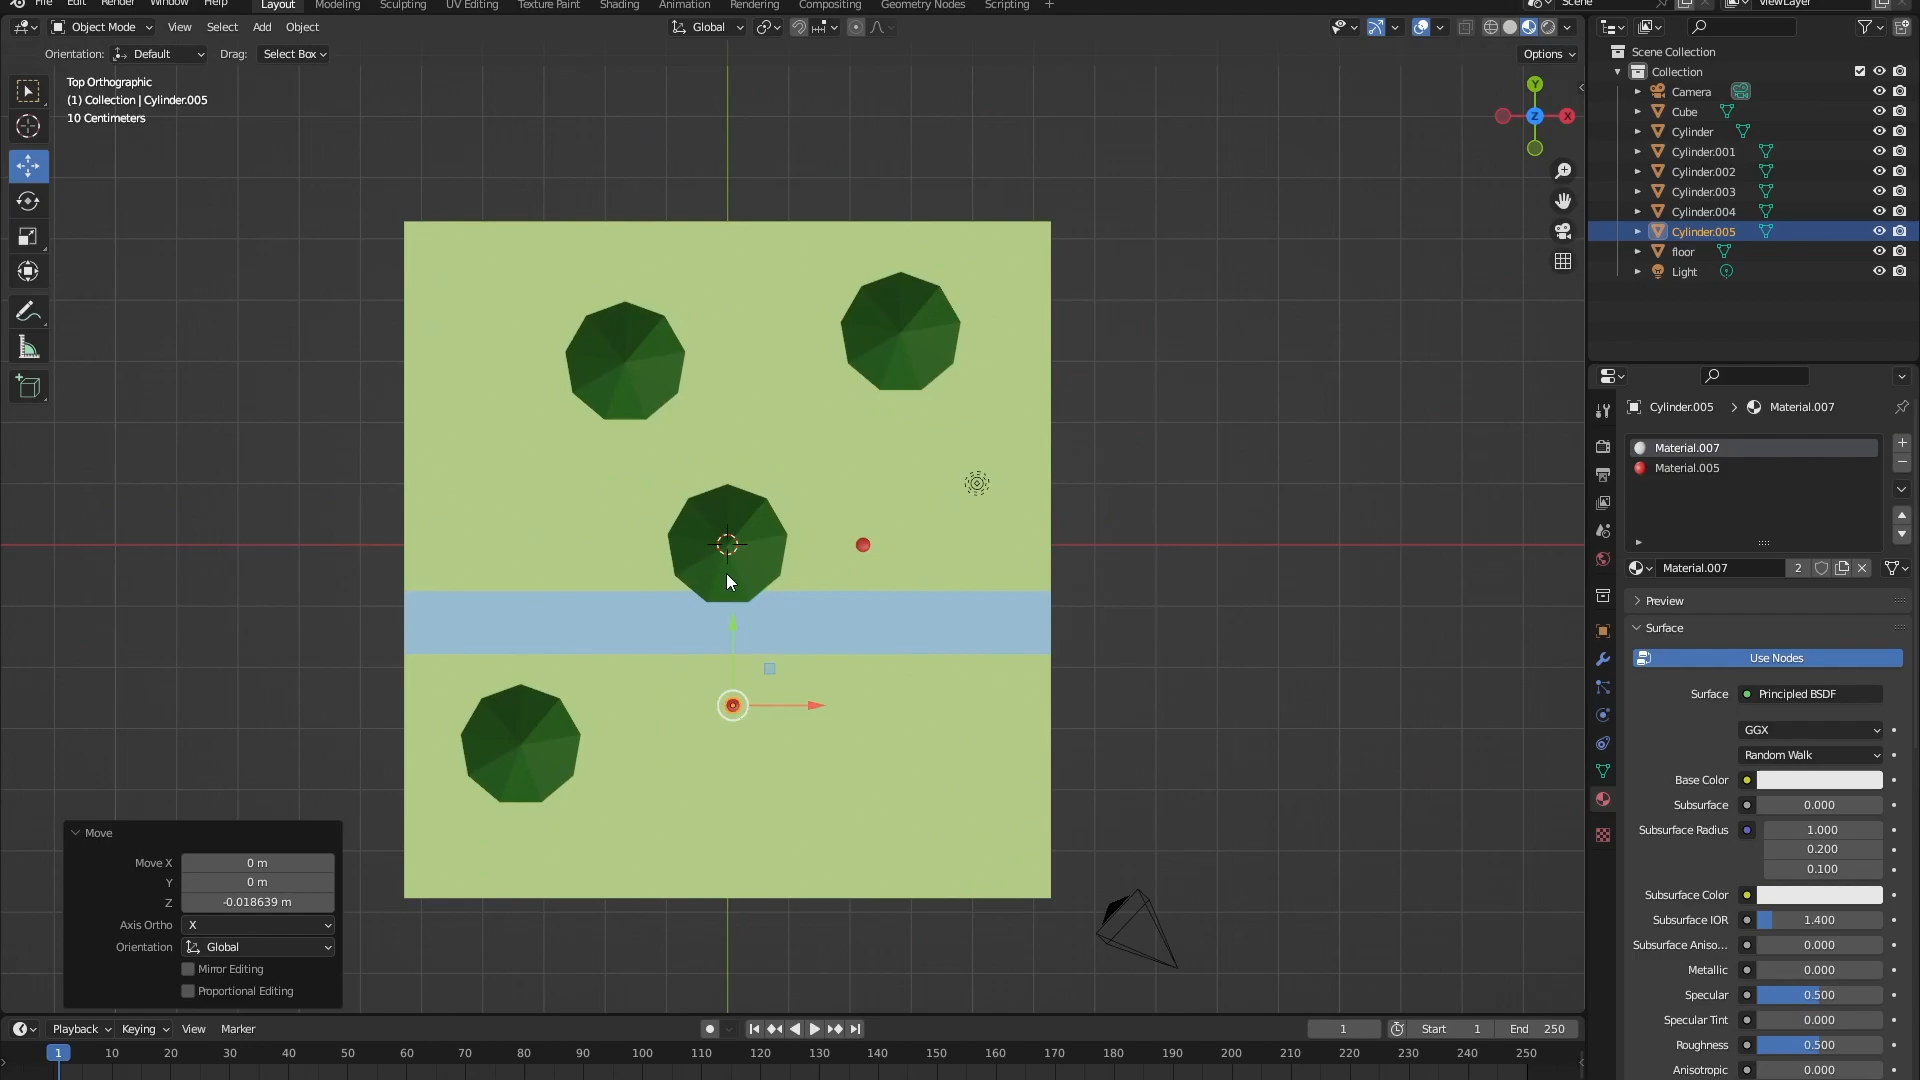 File Edit Render Window Help Layout Modeling Sculpting UV Editing Texture Paint Shading Animation Rendering Compositing Geometry Nodes Scripting + Scene ViewLayer
Object Mode View Select Add Object Global
Orientation: Default Drag: Select Box Options
Top Orthographic
(1) Collection | Cylinder.005
10 Centimeters
Y
Z
X
Move
Move X 0 m
Y 0 m
Z -0.018639 m
Axis Ortho X
Orientation Global
Mirror Editing
Proportional Editing
Playback Keying View Marker 1 Start 1 End 250
1 10 20 30 40 50 60 70 80 90 100 110 120 130 140 150 160 170 180 190 200 210 220 230 240 250
Scene Collection
Collection
Camera
Cube
Cylinder
Cylinder.001
Cylinder.002
Cylinder.003
Cylinder.004
Cylinder.005
floor
Light
Cylinder.005 > Material.007
Material.007
Material.005
Material.007 2
Preview
Surface
Use Nodes
Surface Principled BSDF
GGX
Random Walk
Base Color
Subsurface 0.000
Subsurface Radius 1.000
0.200
0.100
Subsurface Color
Subsurface IOR 1.400
Subsurface Aniso... 0.000
Metallic 0.000
Specular 0.500
Specular Tint 0.000
Roughness 0.500
Anisotropic 0.000